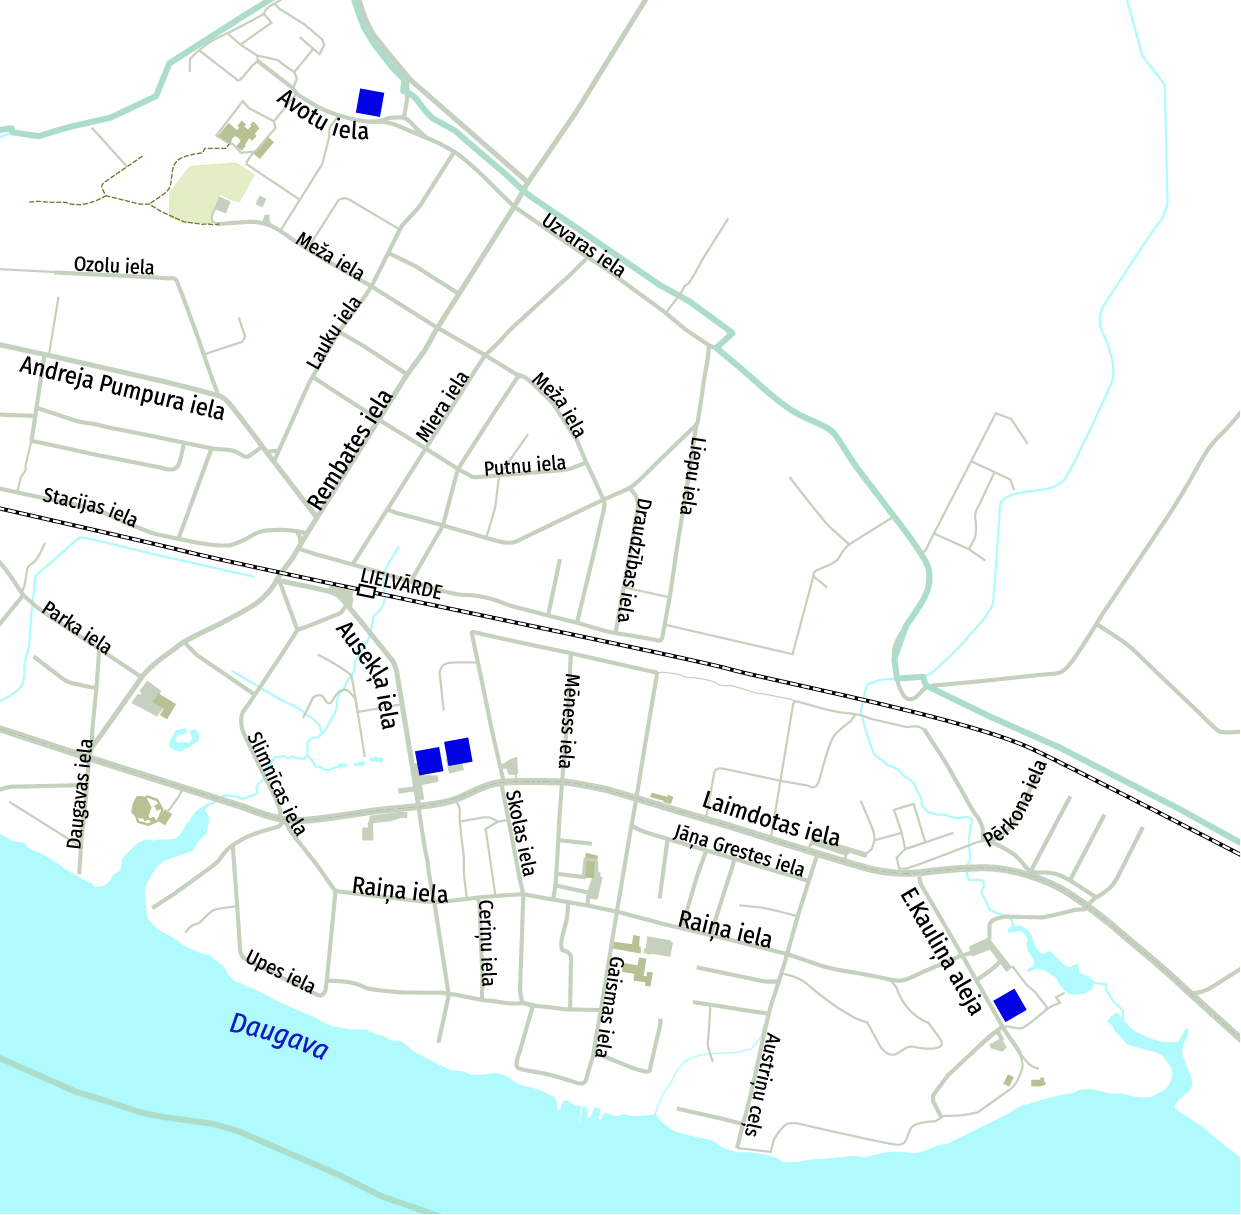 Avotu iela
Uzvaras iela
Meža iela
Ozolu iela
Lauku iela
Andreja Pumpura iela
Meža iela
Miera iela
Rembates iela
Putnu iela
Liepu iela
Stacijas iela
Draudzības iela
LIELVĀRDE
Parka iela
Ausekļa iela
Mēness iela
Slimnīcas iela
Daugavas iela
Pērkona iela
Skolas iela
Laimdotas iela
Jāņa Grestes iela
Raiņa iela
E.Kauliņa aleja
Ceriņu iela
Raiņa iela
Upes iela
Gaismas iela
Daugava
Austriņu ceļš